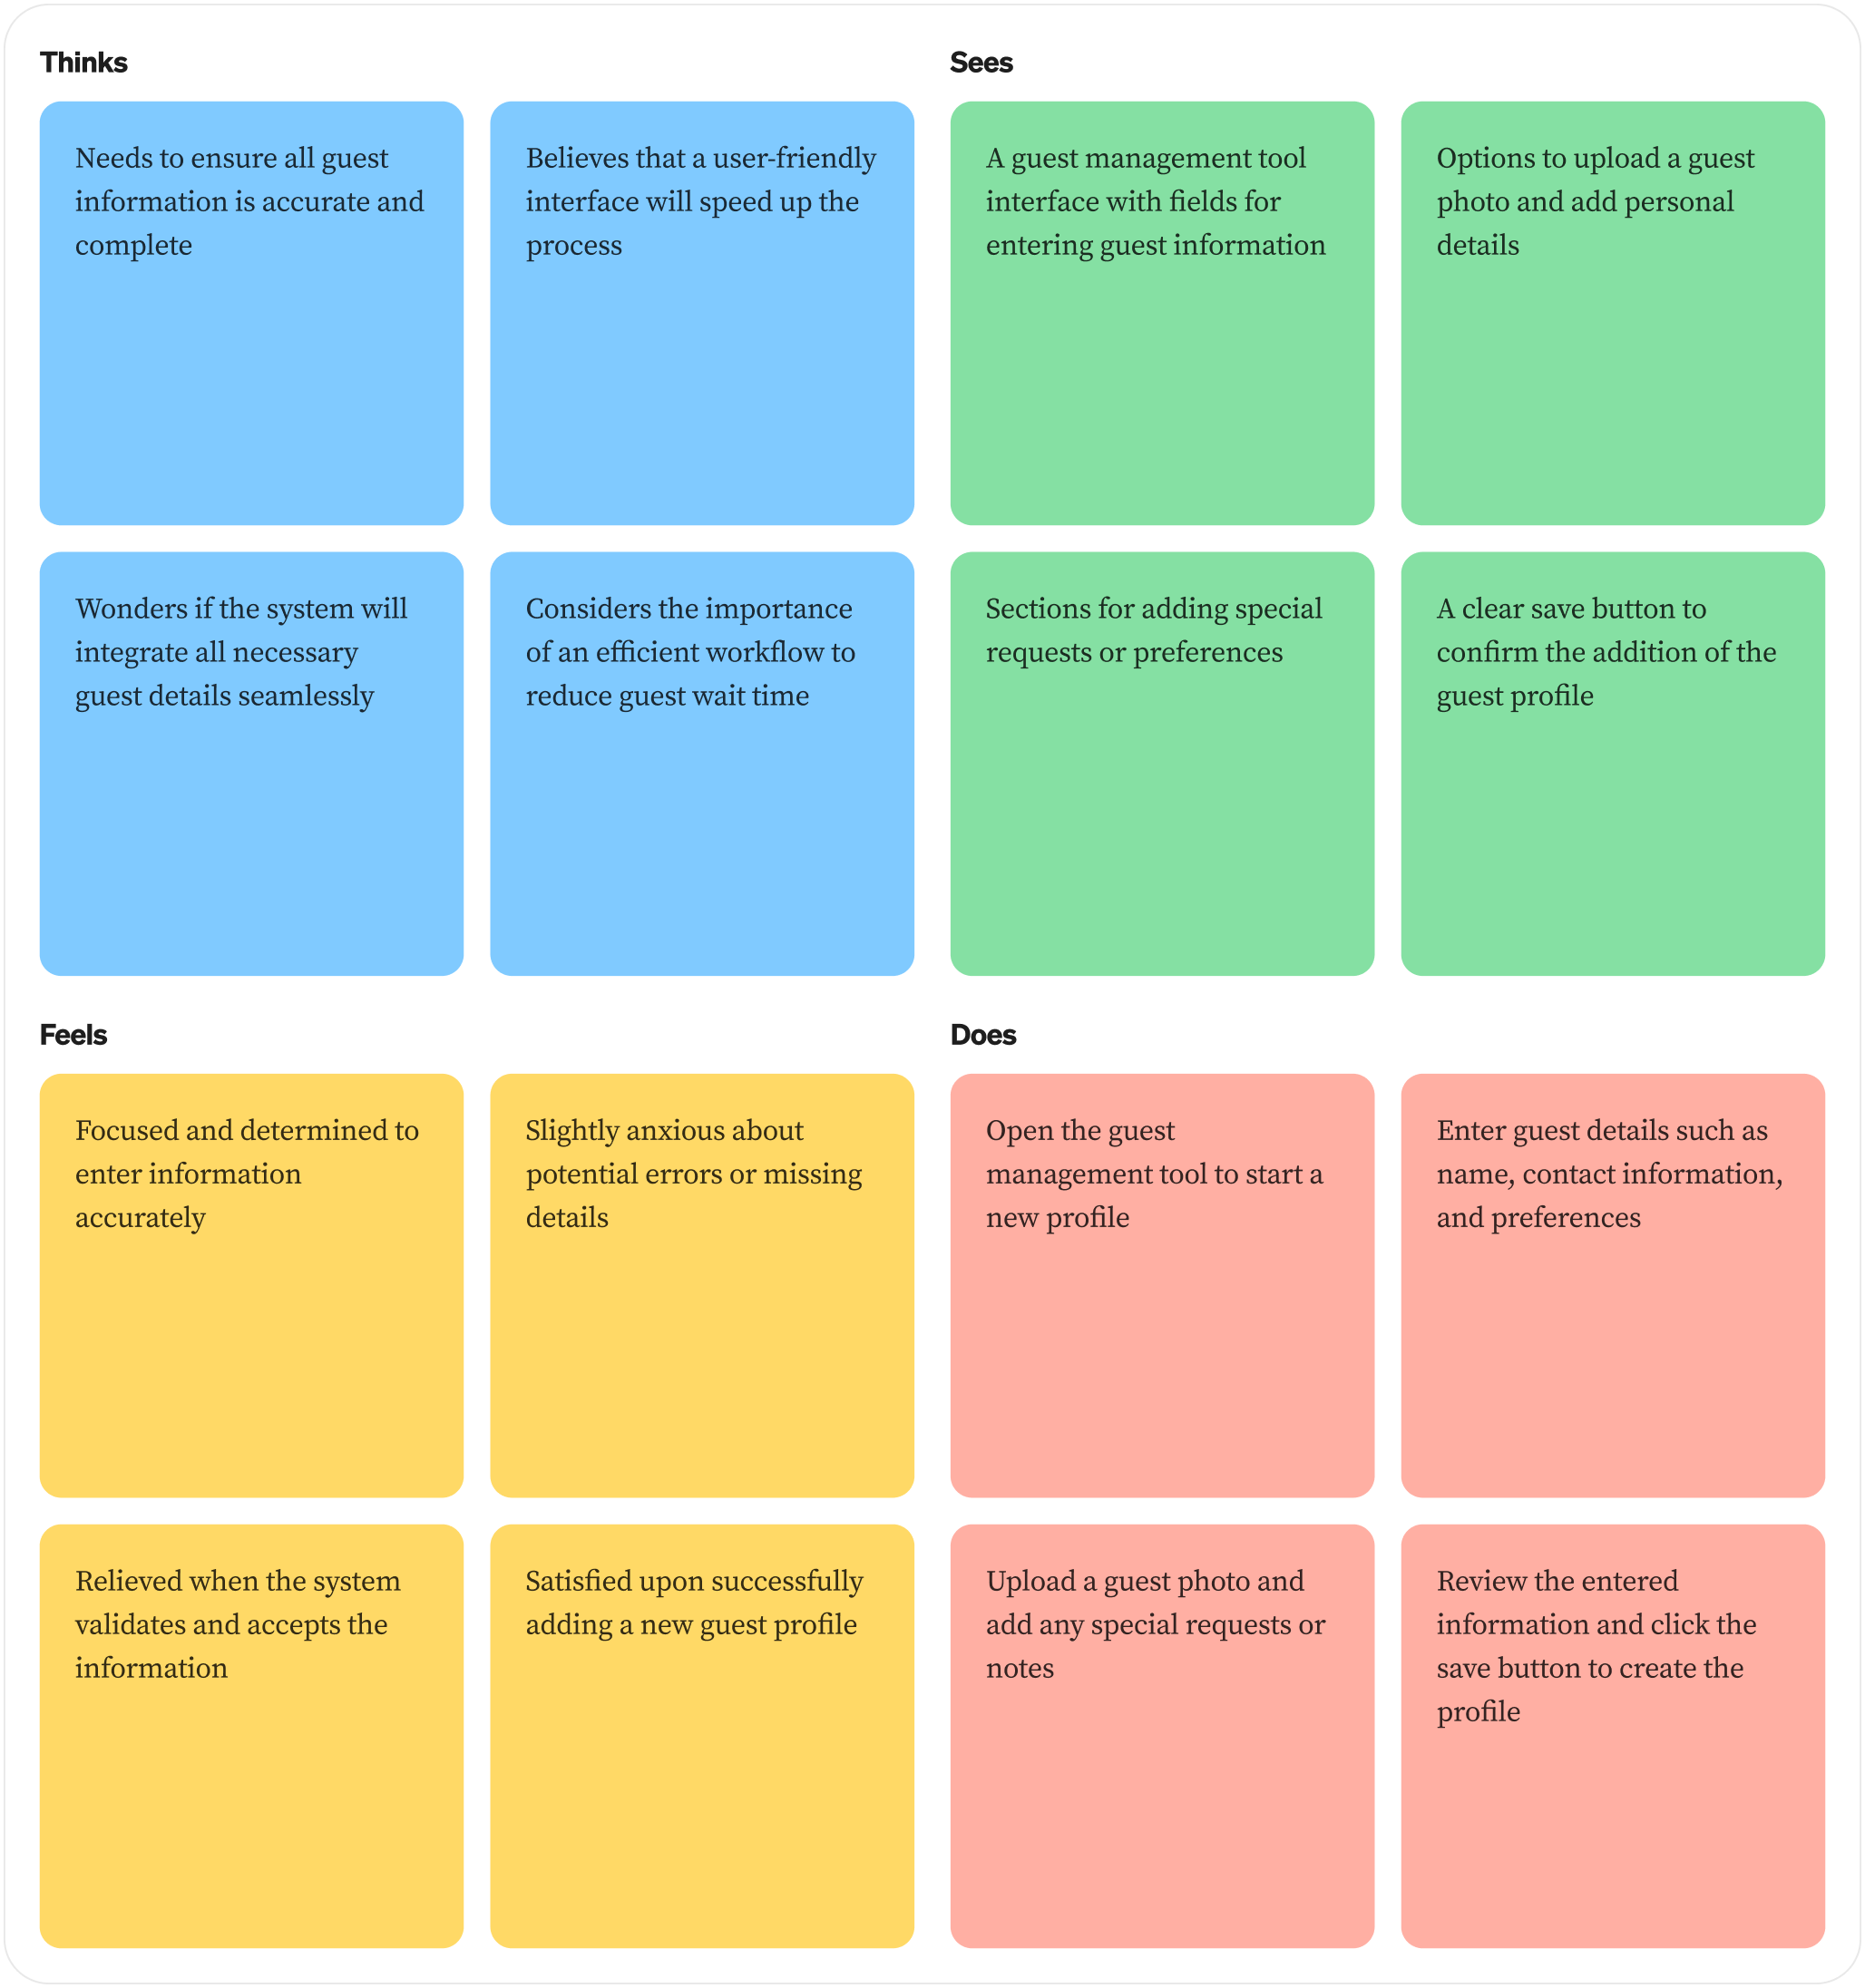 Thinks
Needs to ensure all guest
information is accurate and
complete
Believes that a user-friendly
interface will speed up the
process
Wonders if the system will
integrate all necessary
guest details seamlessly
Considers the importance
of an efficient workflow to
reduce guest wait time
Sees
A guest management tool
interface with fields for
entering guest information
Options to upload a guest
photo and add personal
details
Sections for adding special
requests or preferences
A clear save button to
confirm the addition of the
guest profile
Feels
Focused and determined to
enter information
accurately
Slightly anxious about
potential errors or missing
details
Relieved when the system
validates and accepts the
information
Satisfied upon successfully
adding a new guest profile
Does
Open the guest
management tool to start a
new profile
Enter guest details such as
name, contact information,
and preferences
Upload a guest photo and
add any special requests or
notes
Review the entered
information and click the
save button to create the
profile